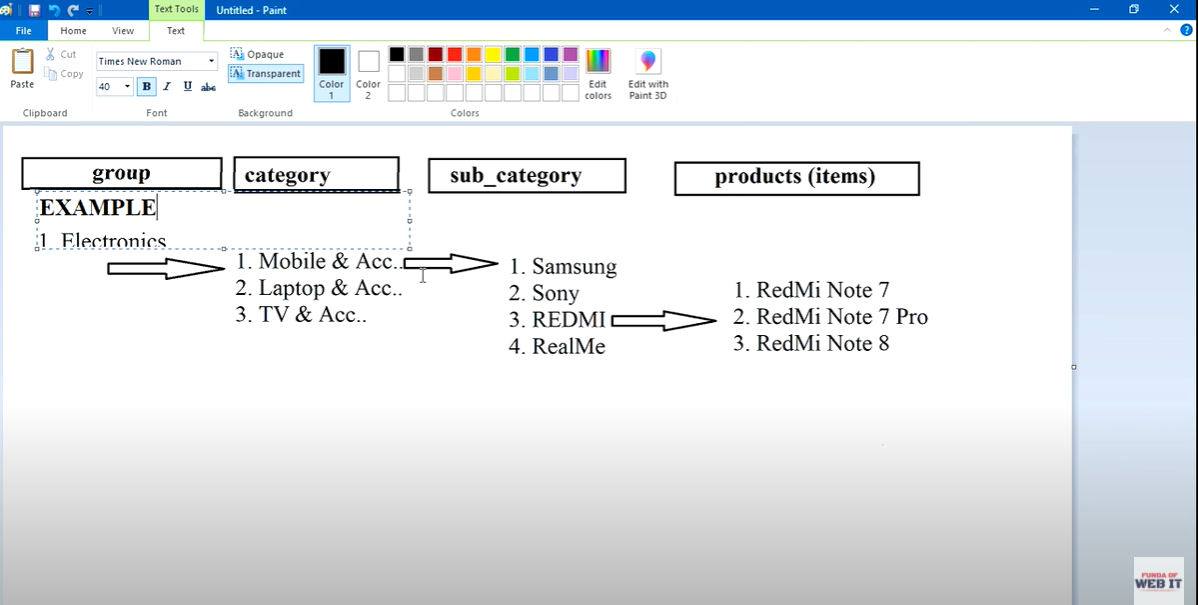 Text Tools
Untitled - Paint
File
Home
View
Text
Paste
Cut
Copy
Clipboard
Times New Roman
40
B
I
U
abc
Font
Opaque
Transparent
Background
Color
1
Color
2
Edit
colors
Edit with
Paint 3D
Colors
group
category
sub_category
products (items)
EXAMPLE
1. Electronics
1. Mobile & Acc..
2. Laptop & Acc..
3. TV & Acc..
1. Samsung
2. Sony
3. REDMI
4. RealMe
1. RedMi Note 7
2. RedMi Note 7 Pro
3. RedMi Note 8
FUNDA OF
WEB IT